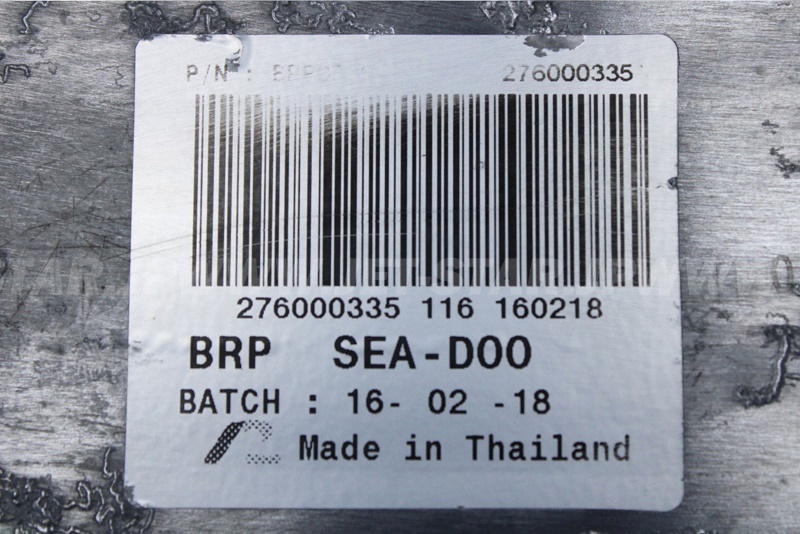 P/N : 276000335
276000335 116 160218
BRP SEA-DOO
BATCH : 16- 02 -18
Made in Thailand